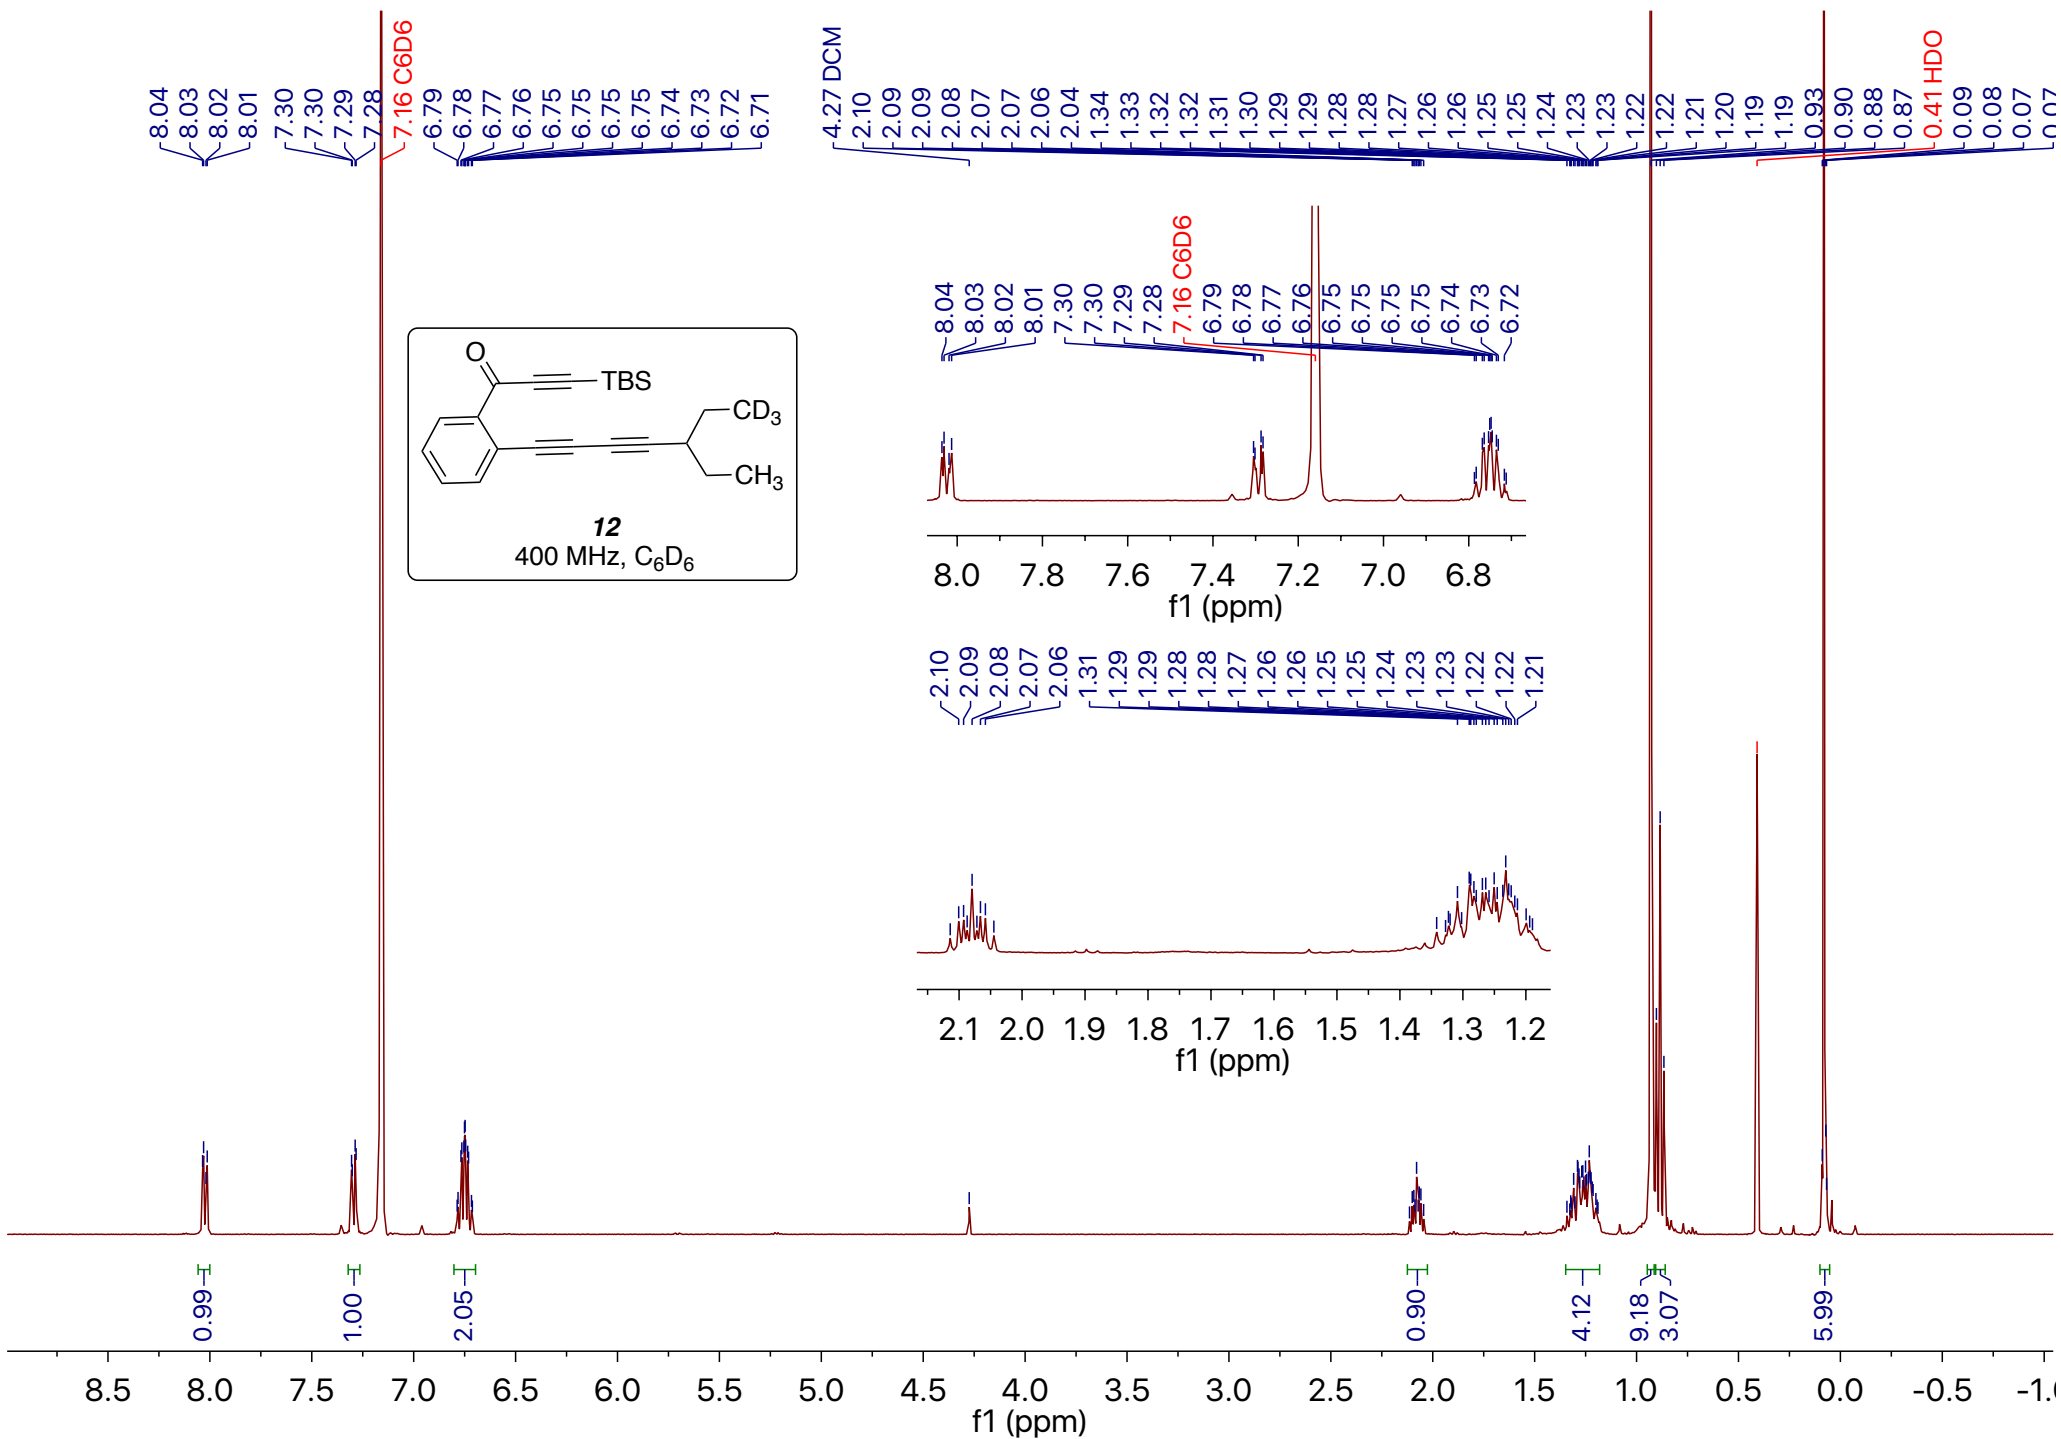 8.04 8.03 8.02 8.01 7.30 7.30 7.29 7.28 7.16 C6D6 6.79 6.78 6.77 6.76 6.75 6.75 6.75 6.75 6.74 6.73 6.72 6.71 4.27 DCM 2.10 2.09 2.09 2.08 2.07 2.07 2.06 2.04 1.34 1.33 1.32 1.32 1.31 1.30 1.29 1.29 1.28 1.28 1.27 1.26 1.26 1.25 1.25 1.24 1.23 1.23 1.22 1.22 1.21 1.20 1.19 1.19 0.93 0.90 0.88 0.87 0.41 HDO 0.09 0.08 0.07 0.07
O
TBS
CD3
CH3
12
400 MHz, C6D6
8.04 8.03 8.02 8.01 7.30 7.30 7.29 7.28 7.16 C6D6 6.79 6.78 6.77 6.76 6.75 6.75 6.75 6.75 6.74 6.73 6.72
8.0 7.8 7.6 7.4 7.2 7.0 6.8
f1 (ppm)
2.10 2.09 2.08 2.07 2.06 1.31 1.29 1.29 1.28 1.28 1.27 1.26 1.26 1.25 1.25 1.24 1.23 1.23 1.22 1.22 1.21
2.1 2.0 1.9 1.8 1.7 1.6 1.5 1.4 1.3 1.2
f1 (ppm)
0.99 1.00 2.05 0.90 4.12 9.18 3.07 5.99
8.5 8.0 7.5 7.0 6.5 6.0 5.5 5.0 4.5 4.0 3.5 3.0 2.5 2.0 1.5 1.0 0.5 0.0 -0.5
f1 (ppm)